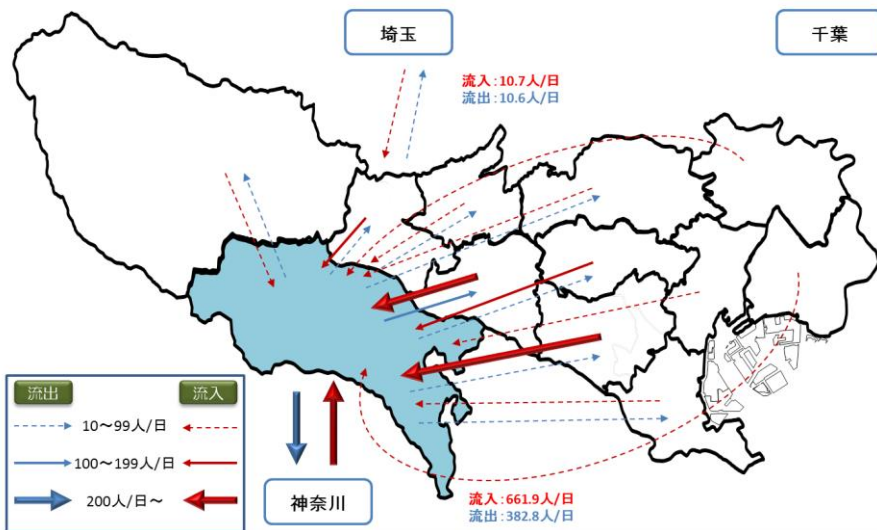 埼玉
千葉
流入：10.7人/日
流出：10.6人/日
流出
流入
10～99人/日
100～199人/日
200人/日～
神奈川
流入：661.9人/日
流出：382.8人/日